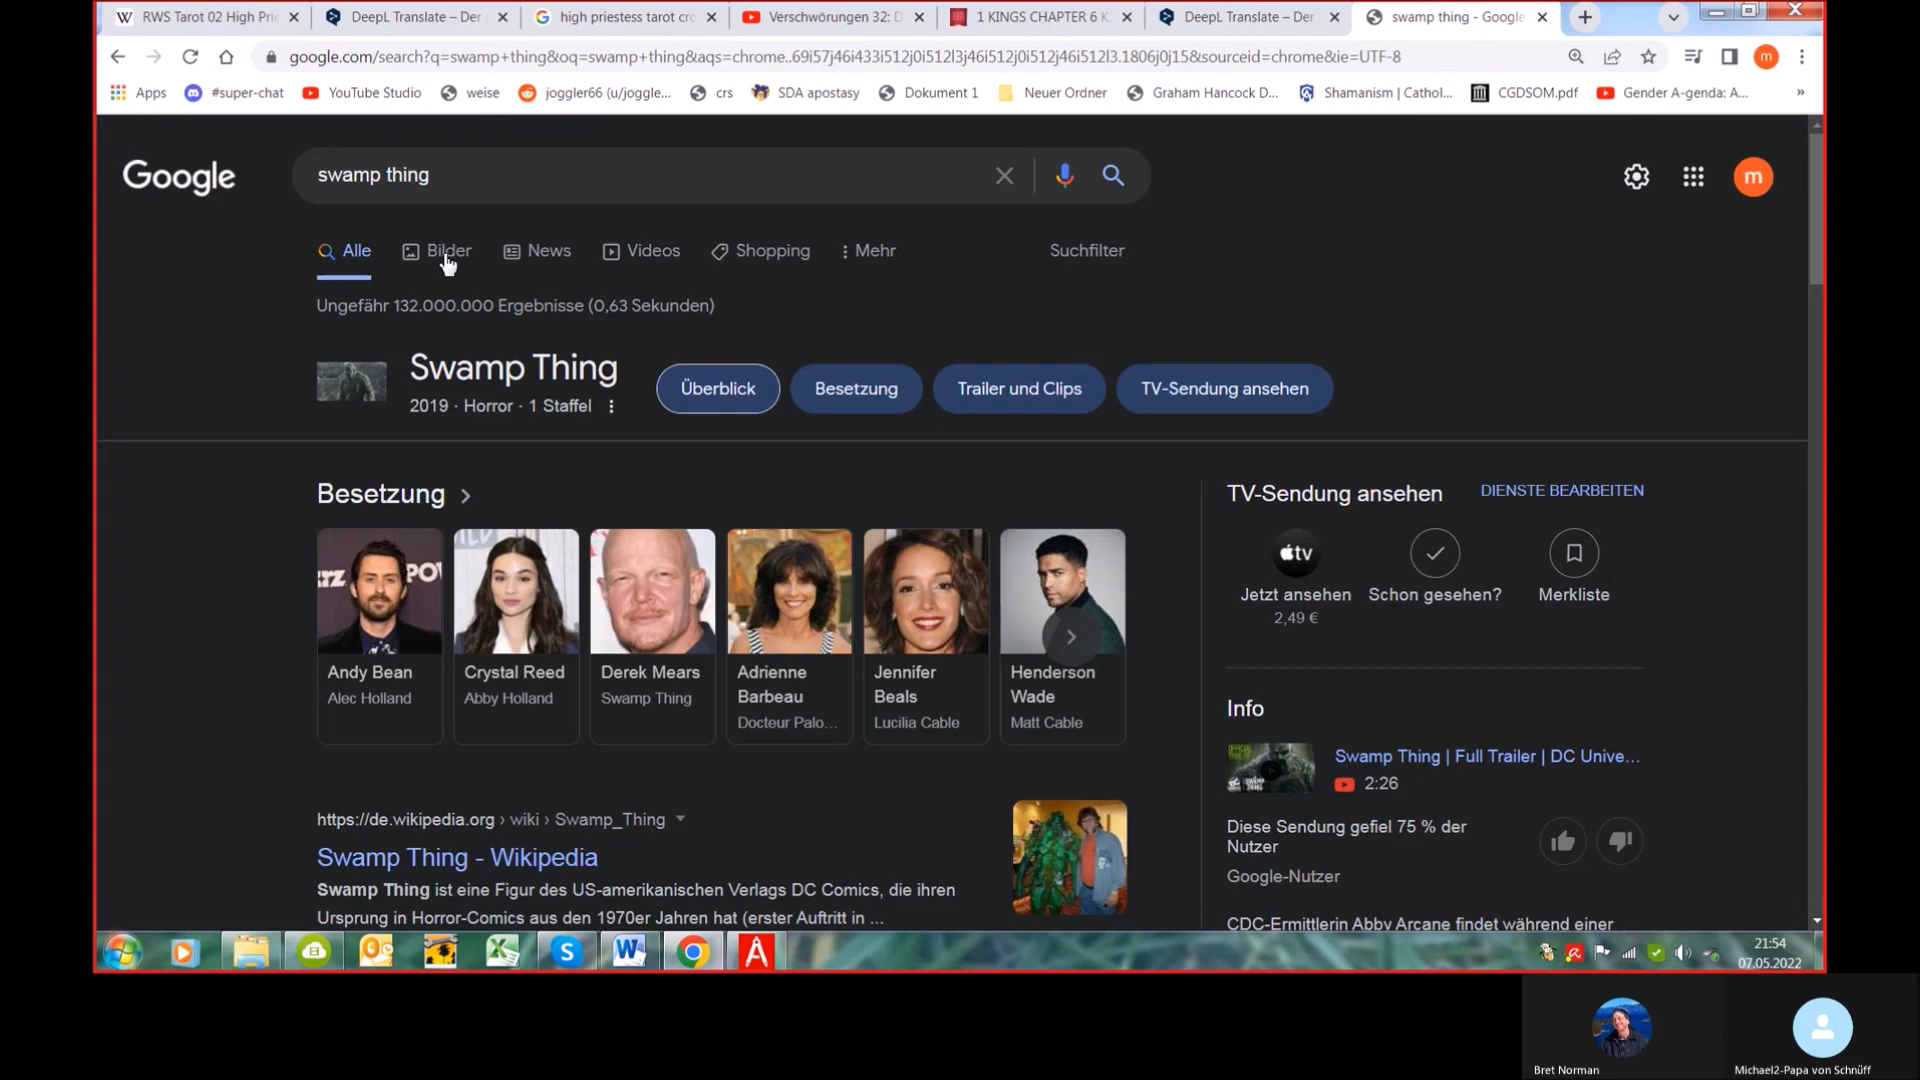 RWS Tarot 02 High Prie
DeepL Translate – Der
high priestess tarot cro
Verschwörungen 32: D
1 KINGS CHAPTER 6 K
DeepL Translate – Der
swamp thing - Google
google.com/search?q=swamp+thing&oq=swamp+thing&aqs=chrome..69i57j46i433i512j0i512l3j46i512j0i512j46i512l3.1806j0j15&sourceid=chrome&ie=UTF-8
m
Apps
#super-chat
YouTube Studio
weise
joggler66 (u/joggle...
crs
SDA apostasy
Dokument 1
Neuer Ordner
Graham Hancock D...
Shamanism | Cathol...
CGDSOM.pdf
Gender A-genda: A...
»
Google
swamp thing
m
Alle
Bilder
News
Videos
Shopping
Mehr
Suchfilter
Ungefähr 132.000.000 Ergebnisse (0,63 Sekunden)
Swamp Thing
2019 · Horror · 1 Staffel
Überblick
Besetzung
Trailer und Clips
TV-Sendung ansehen
Besetzung
Andy Bean
Alec Holland
Crystal Reed
Abby Holland
Derek Mears
Swamp Thing
Adrienne
Barbeau
Docteur Palo...
Jennifer
Beals
Lucilia Cable
Henderson
Wade
Matt Cable
TV-Sendung ansehen
DIENSTE BEARBEITEN
tv
Jetzt ansehen
2,49 €
Schon gesehen?
Merkliste
Info
Swamp Thing | Full Trailer | DC Unive...
2:26
Diese Sendung gefiel 75 % der
Nutzer
Google-Nutzer
CDC-Ermittlerin Abby Arcane findet während einer
https://de.wikipedia.org › wiki › Swamp_Thing
Swamp Thing - Wikipedia
Swamp Thing ist eine Figur des US-amerikanischen Verlags DC Comics, die ihren
Ursprung in Horror-Comics aus den 1970er Jahren hat (erster Auftritt in ...
21:54
07.05.2022
Bret Norman
Michael2-Papa von Schnüff